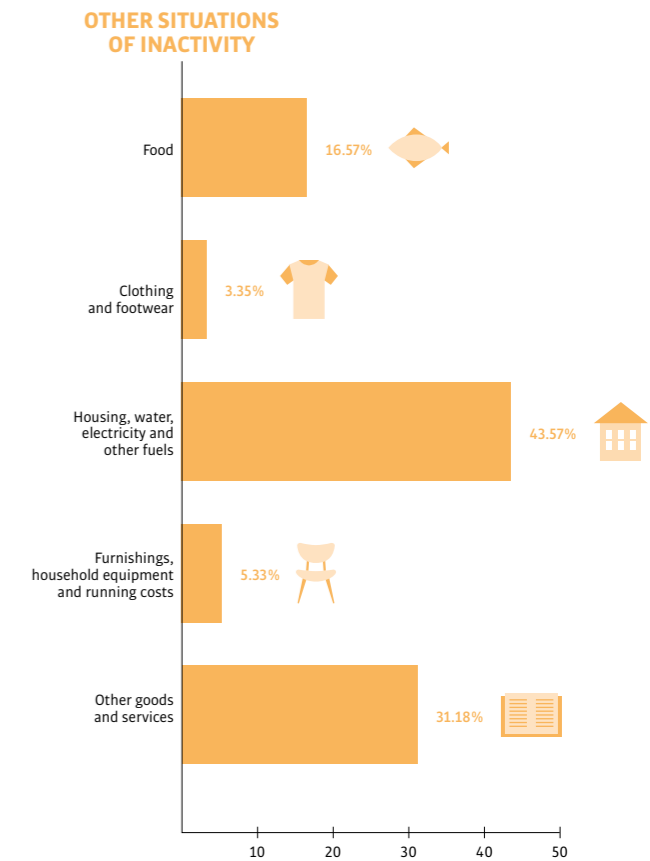 OTHER SITUATIONS
OF INACTIVITY
Food
16.57%
Clothing
and footwear
3.35%
Housing, water,
electricity and
other fuels
43.57%
Furnishings,
household equipment
and running costs
5.33%
Other goods
and services
31.18%
10 20 30 40 50